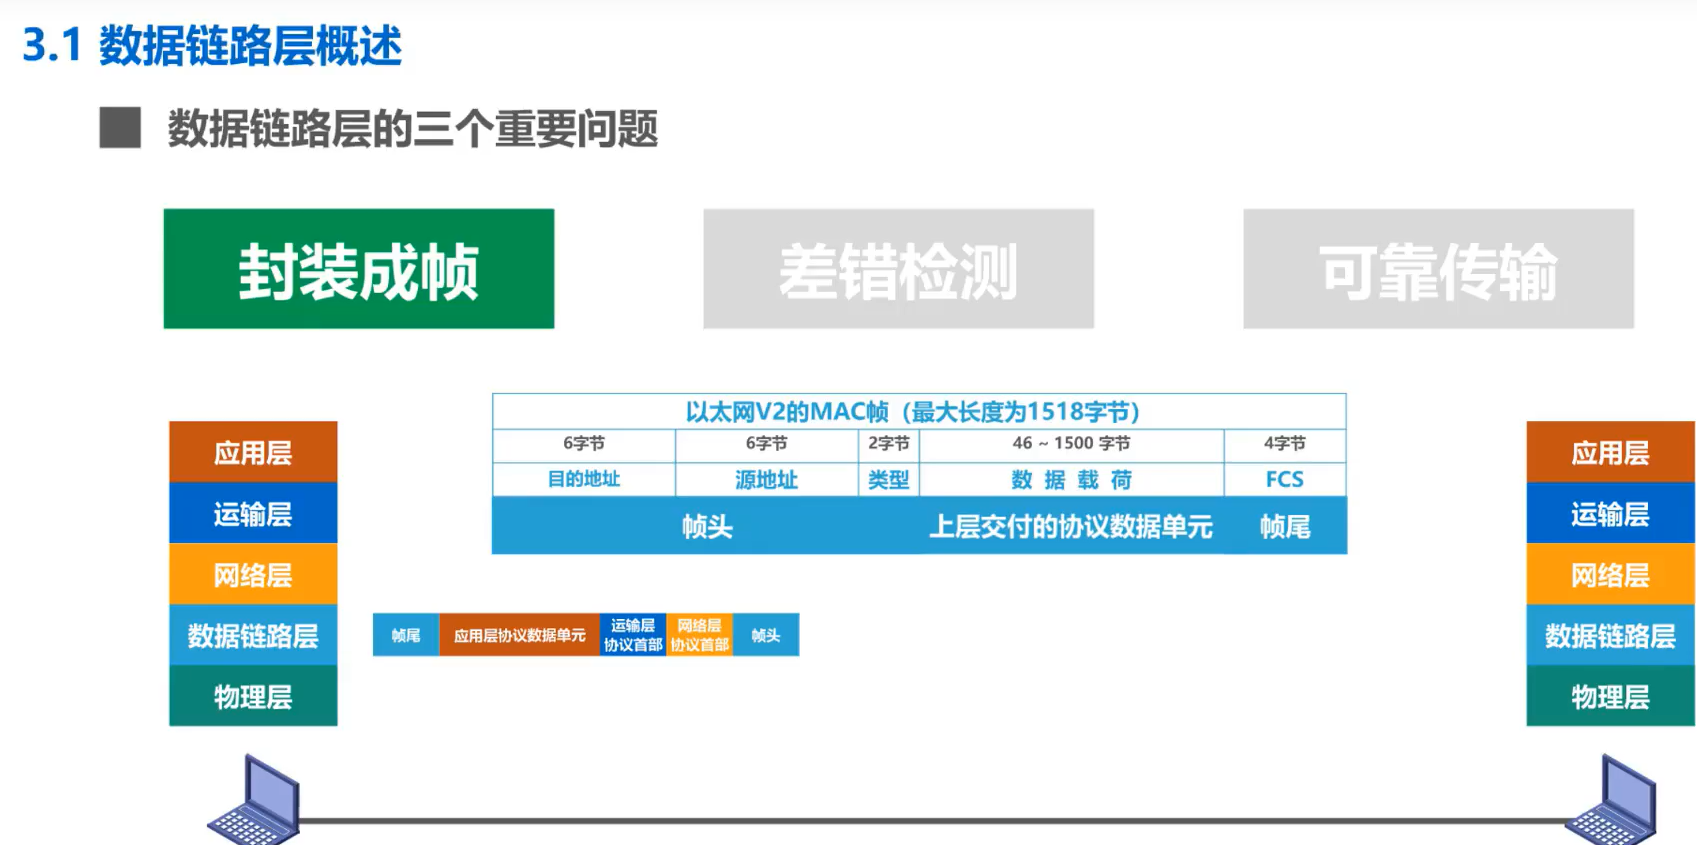 3.1 数据链路层概述
数据链路层的三个重要问题
封装成帧
差错检测
可靠传输
以太网V2的MAC帧（最大长度为1518字节）
6字节 6字节 2字节 46 ~ 1500 字节 4字节
目的地址 源地址 类型 数 据 载 荷 FCS
帧头 上层交付的协议数据单元 帧尾
应用层
运输层
网络层
数据链路层
物理层
帧尾
应用层协议数据单元
运输层
协议首部
网络层
协议首部
帧头
应用层
运输层
网络层
数据链路层
物理层